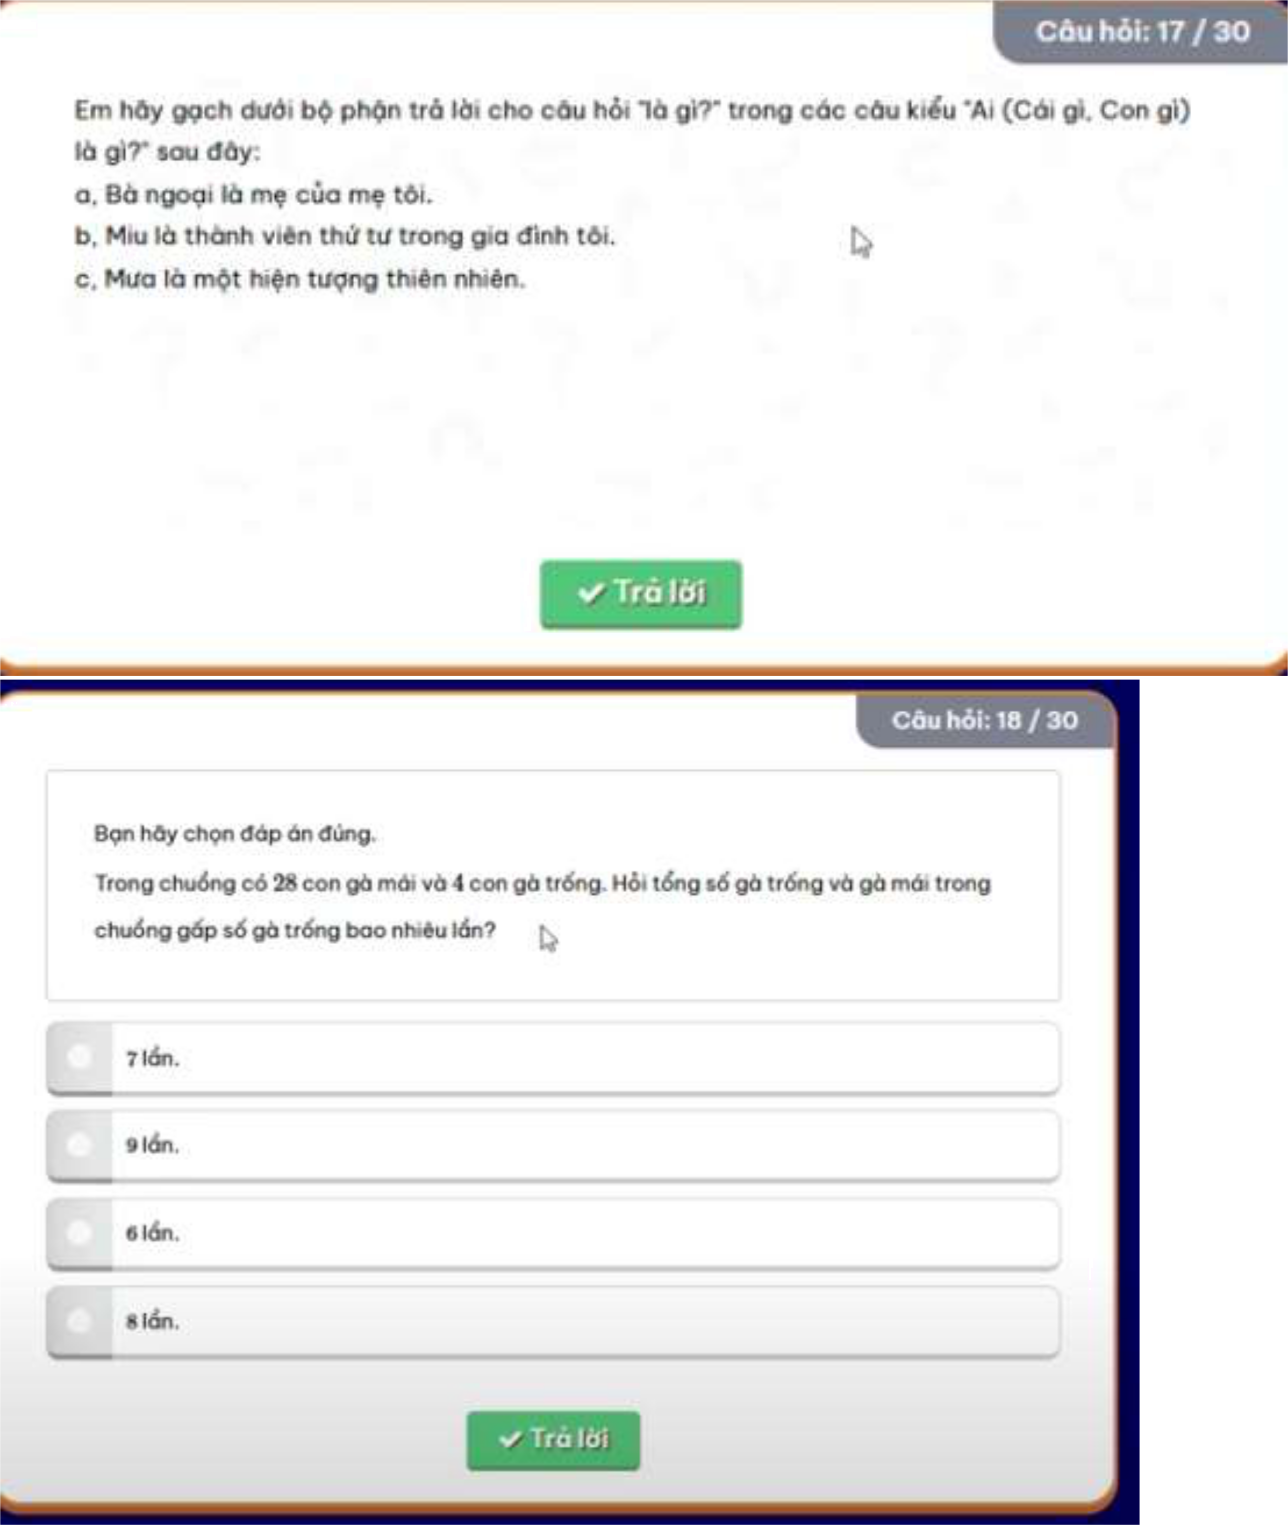 Câu hỏi: 17 / 30
Em hãy gạch dưới bộ phận trả lời cho câu hỏi "là gì?" trong các câu kiểu "Ai (Cái gì, Con gì)
là gì?" sau đây:
a, Bà ngoại là mẹ của mẹ tôi.
b, Miu là thành viên thứ tư trong gia đình tôi.
c, Mưa là một hiện tượng thiên nhiên.
Trả lời
Câu hỏi: 18 / 30
Bạn hãy chọn đáp án đúng.
Trong chuồng có 28 con gà mái và 4 con gà trống. Hỏi tổng số gà trống và gà mái trong
chuồng gấp số gà trống bao nhiêu lần?
7 lần.
9 lần.
6 lần.
8 lần.
Trả lời